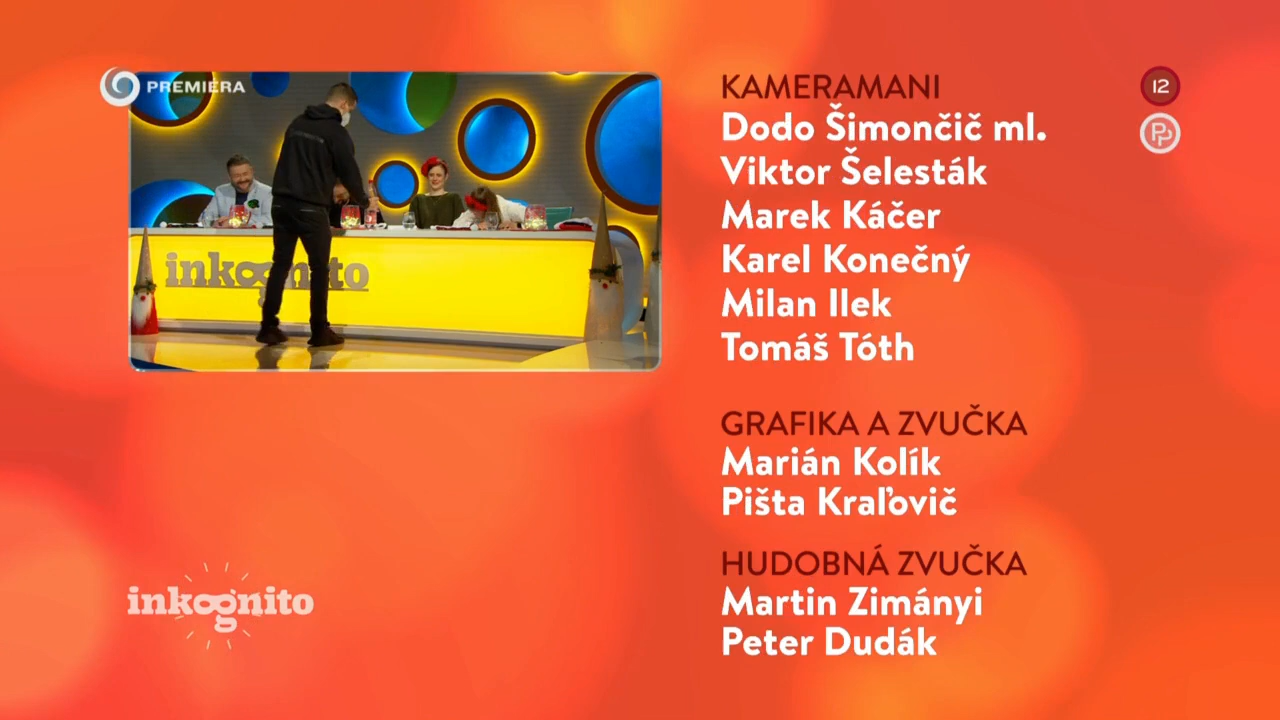 PREMIERA
inkognito
KAMERAMANI
Dodo Šimončič ml.
Viktor Šelesták
Marek Káčer
Karel Konečný
Milan Ilek
Tomáš Tóth
GRAFIKA A ZVUČKA
Marián Kolík
Pišta Kraľovič
HUDOBNÁ ZVUČKA
Martin Zimányi
Peter Dudák
inkognito
12
PP